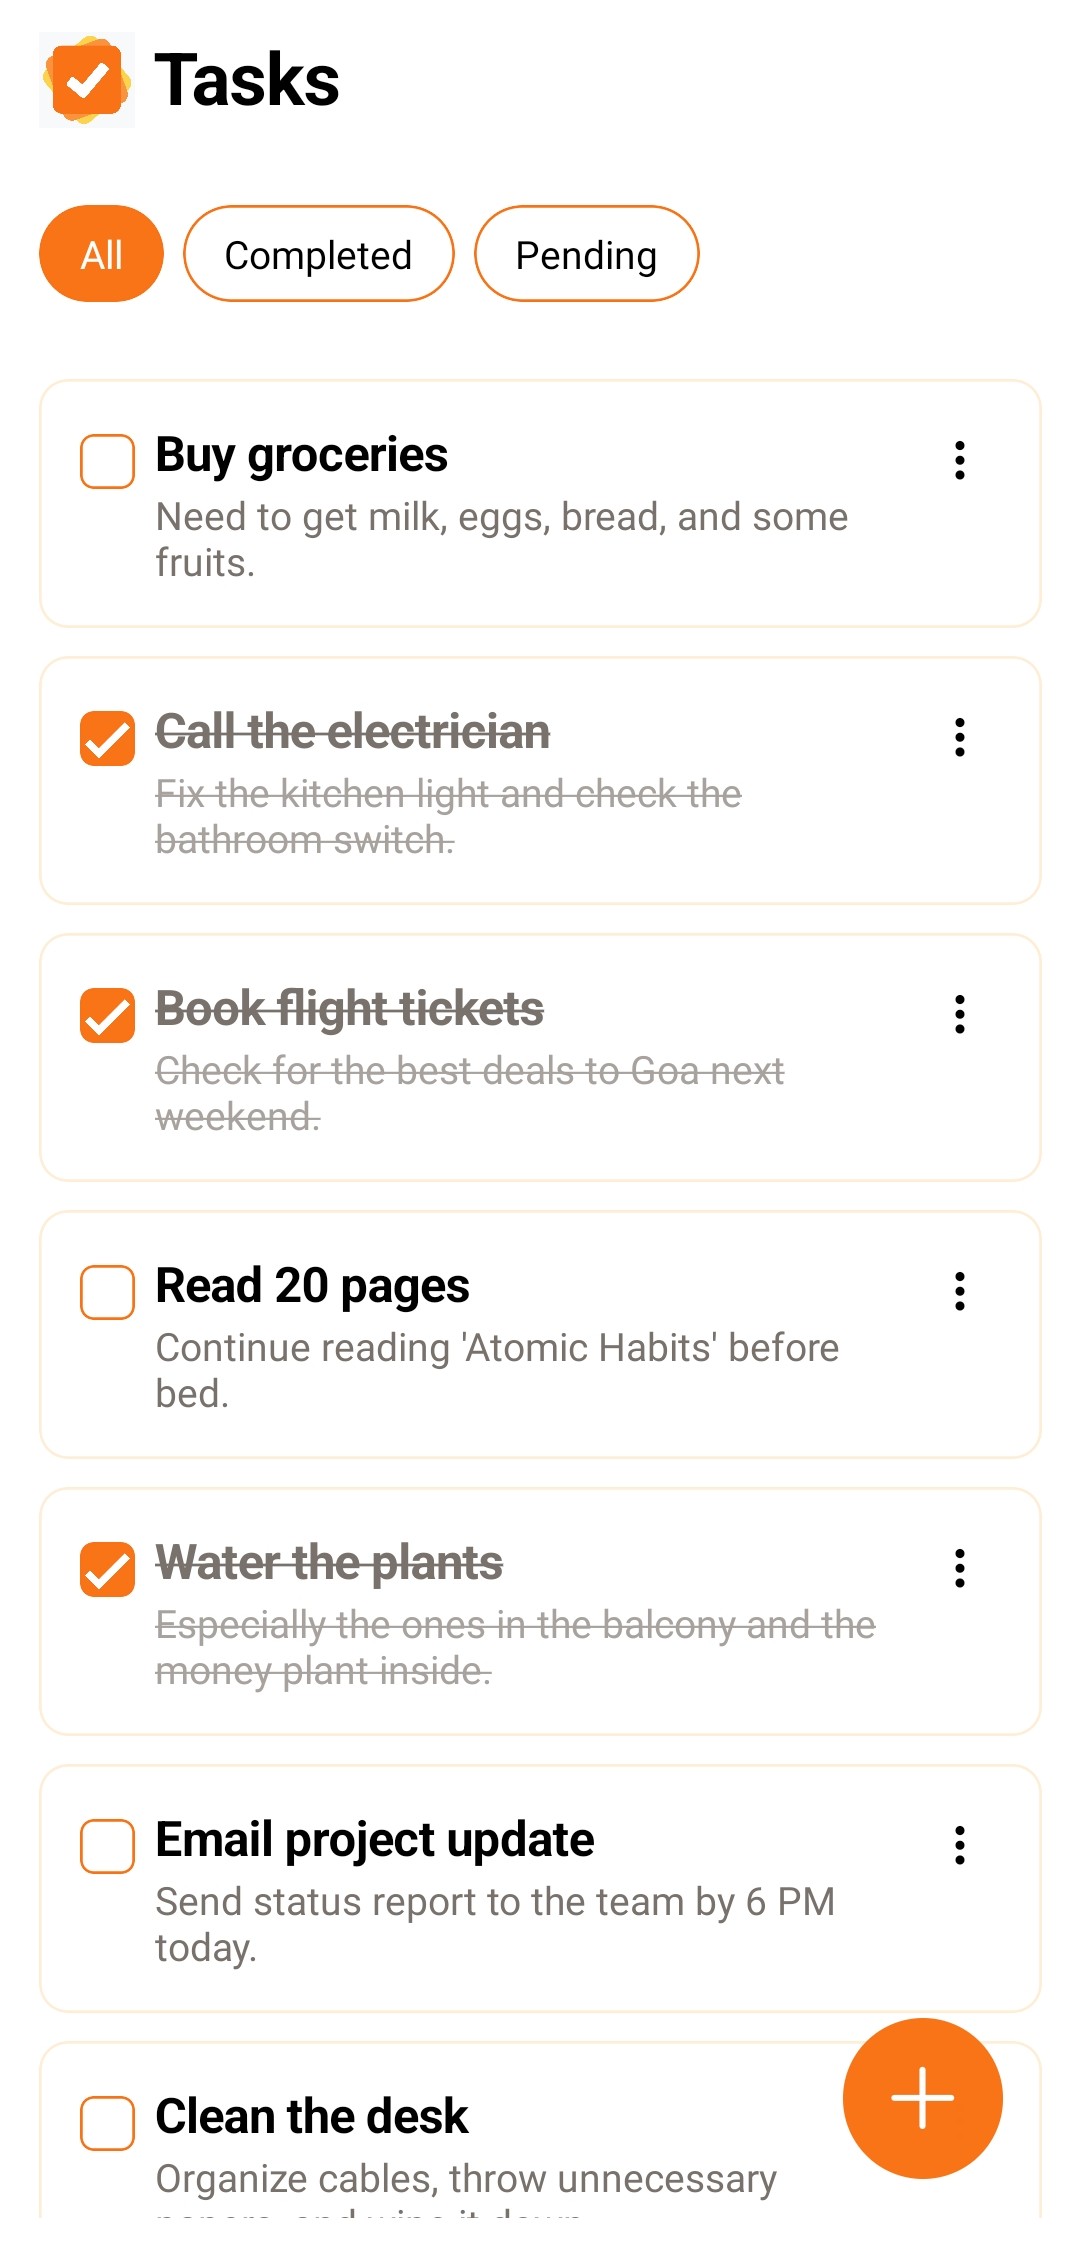 Tasks
All
Completed
Pending
Buy groceries
Need to get milk, eggs, bread, and some
fruits.
Call the electrician
Fix the kitchen light and check the
bathroom switch.
Book flight tickets
Check for the best deals to Goa next
weekend.
Read 20 pages
Continue reading 'Atomic Habits' before
bed.
Water the plants
Especially the ones in the balcony and the
money plant inside.
Email project update
Send status report to the team by 6 PM
today.
Clean the desk
Organize cables, throw unnecessary